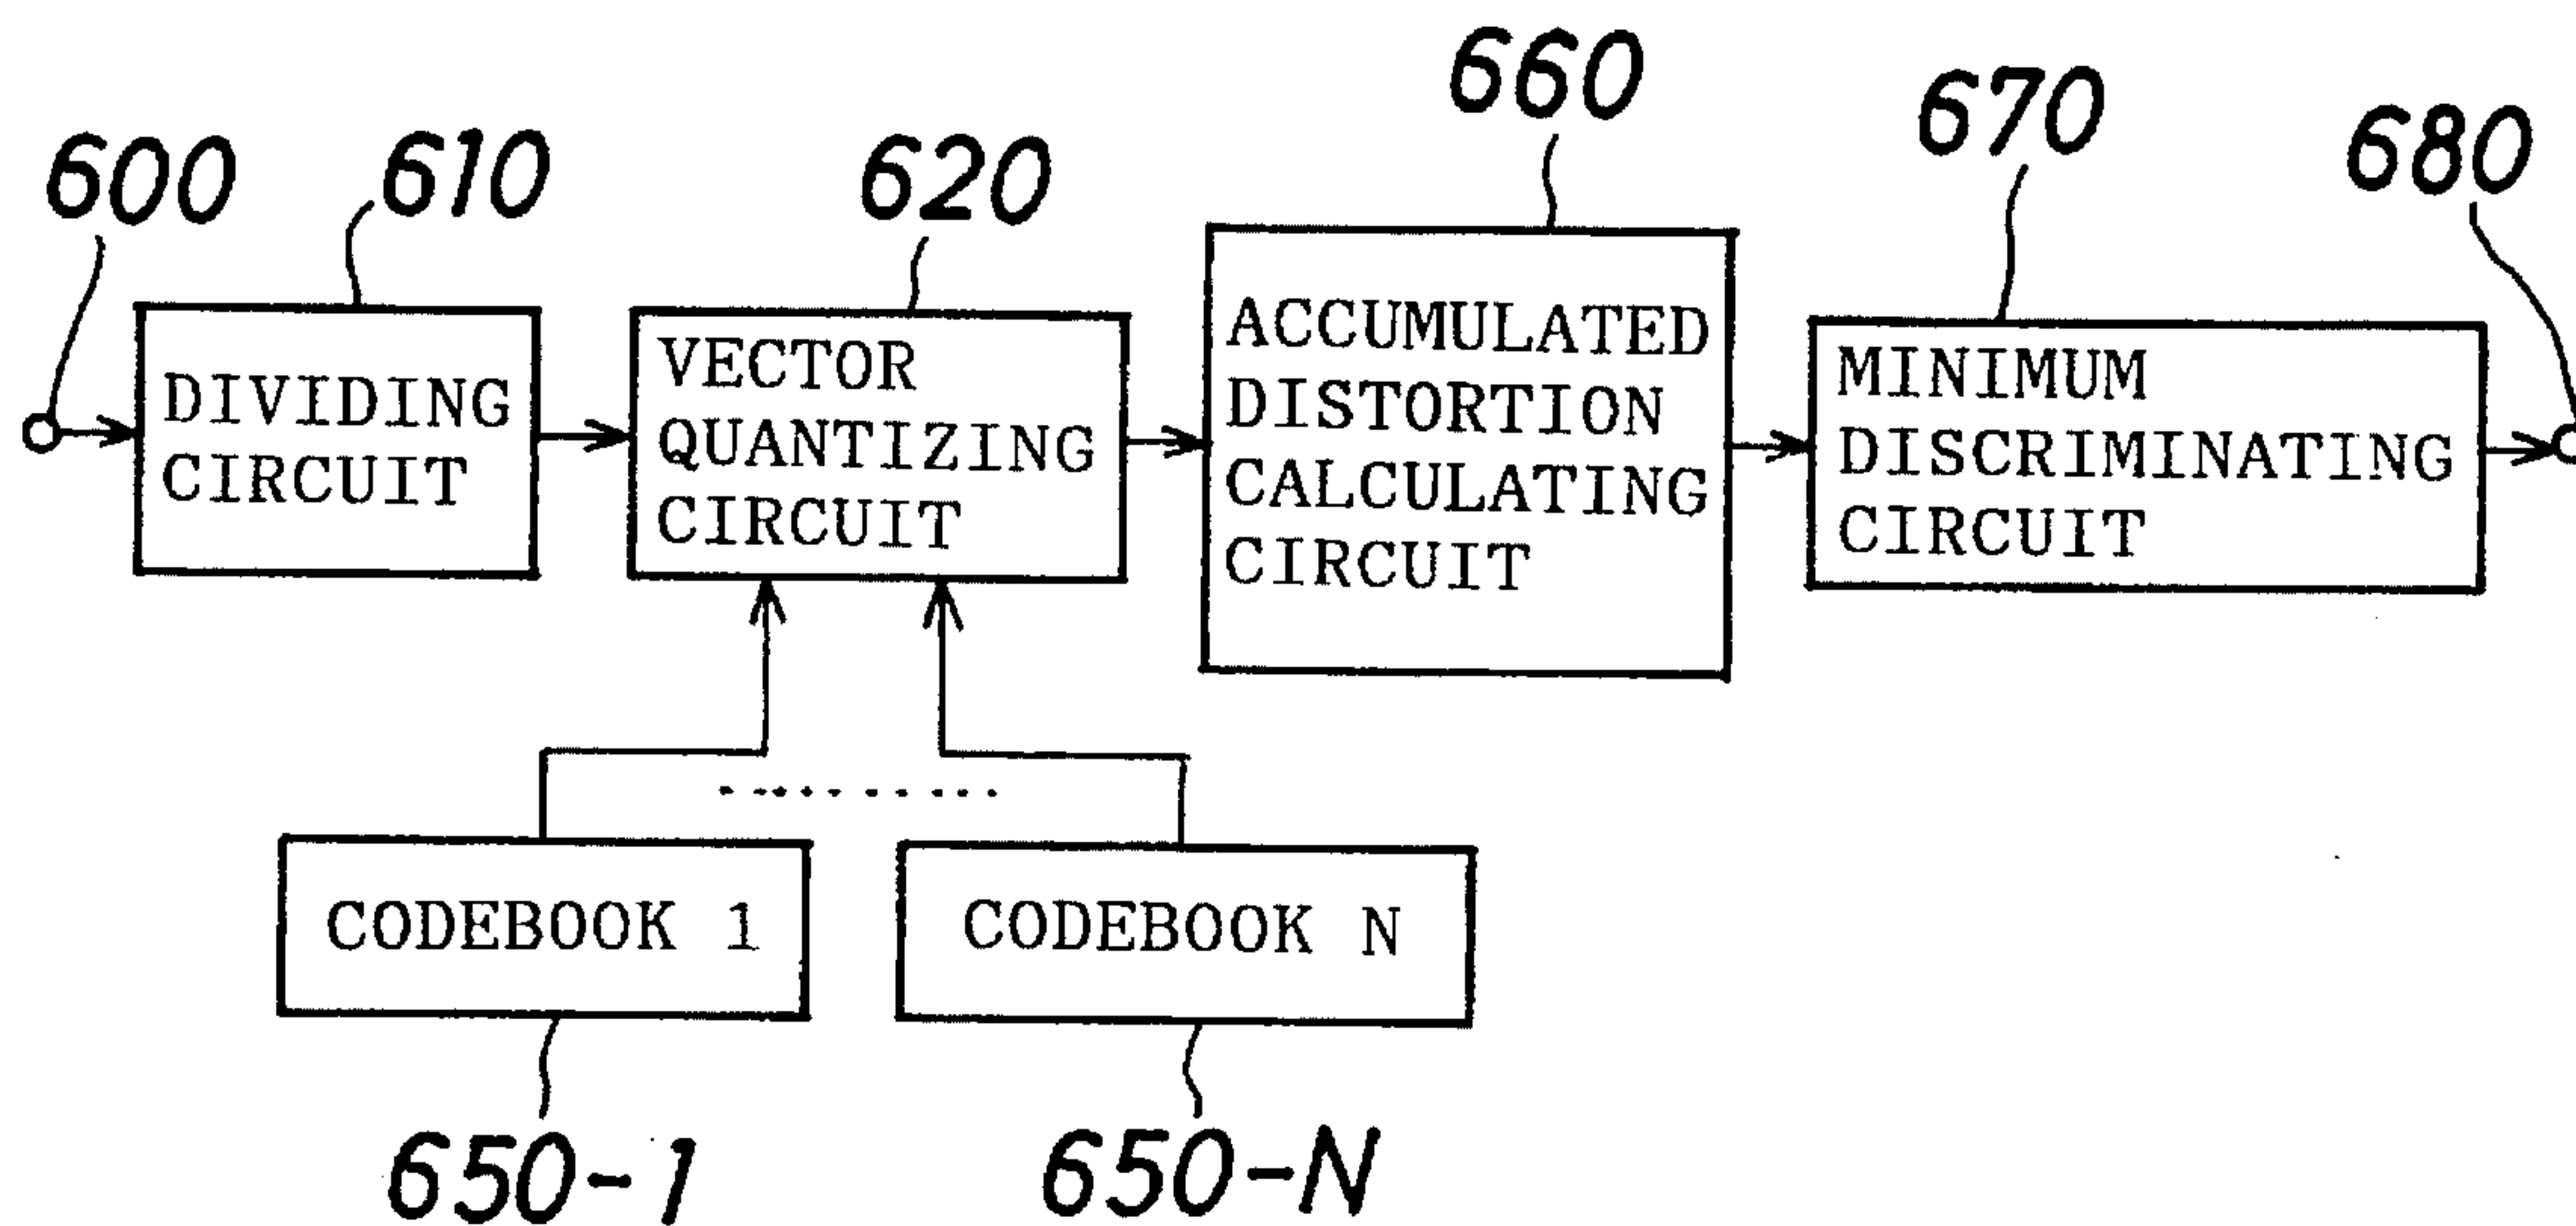 660
670
600
610
620
680
DIVIDING
CIRCUIT
VECTOR
QUANTIZING
CIRCUIT
ACCUMULATED
DISTORTION
CALCULATING
CIRCUIT
MINIMUM
DISCRIMINATING
CIRCUIT
CODEBOOK 1
CODEBOOK N
650-1
650-N